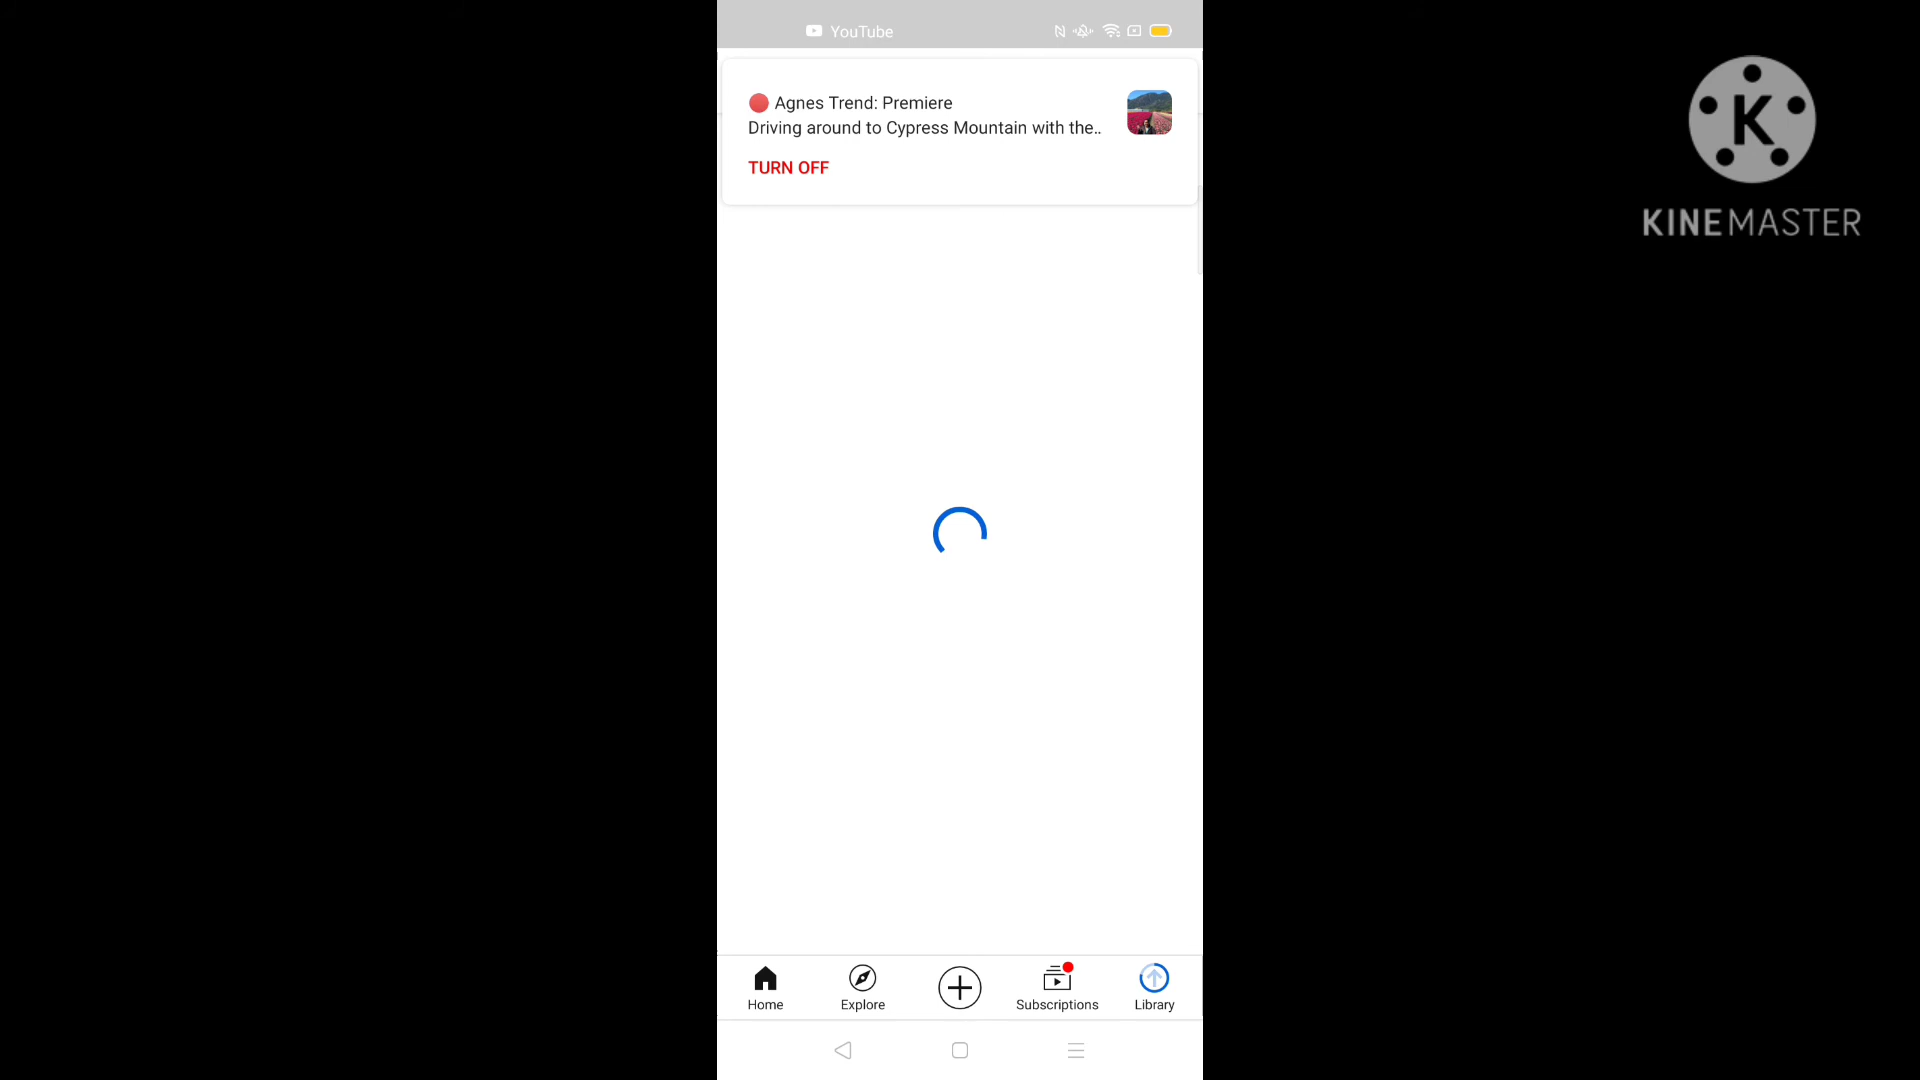 YouTube
🔴 Agnes Trend: Premiere
Driving around to Cypress Mountain with the..
TURN OFF
K
KINEMASTER
Home
Explore
Subscriptions
Library